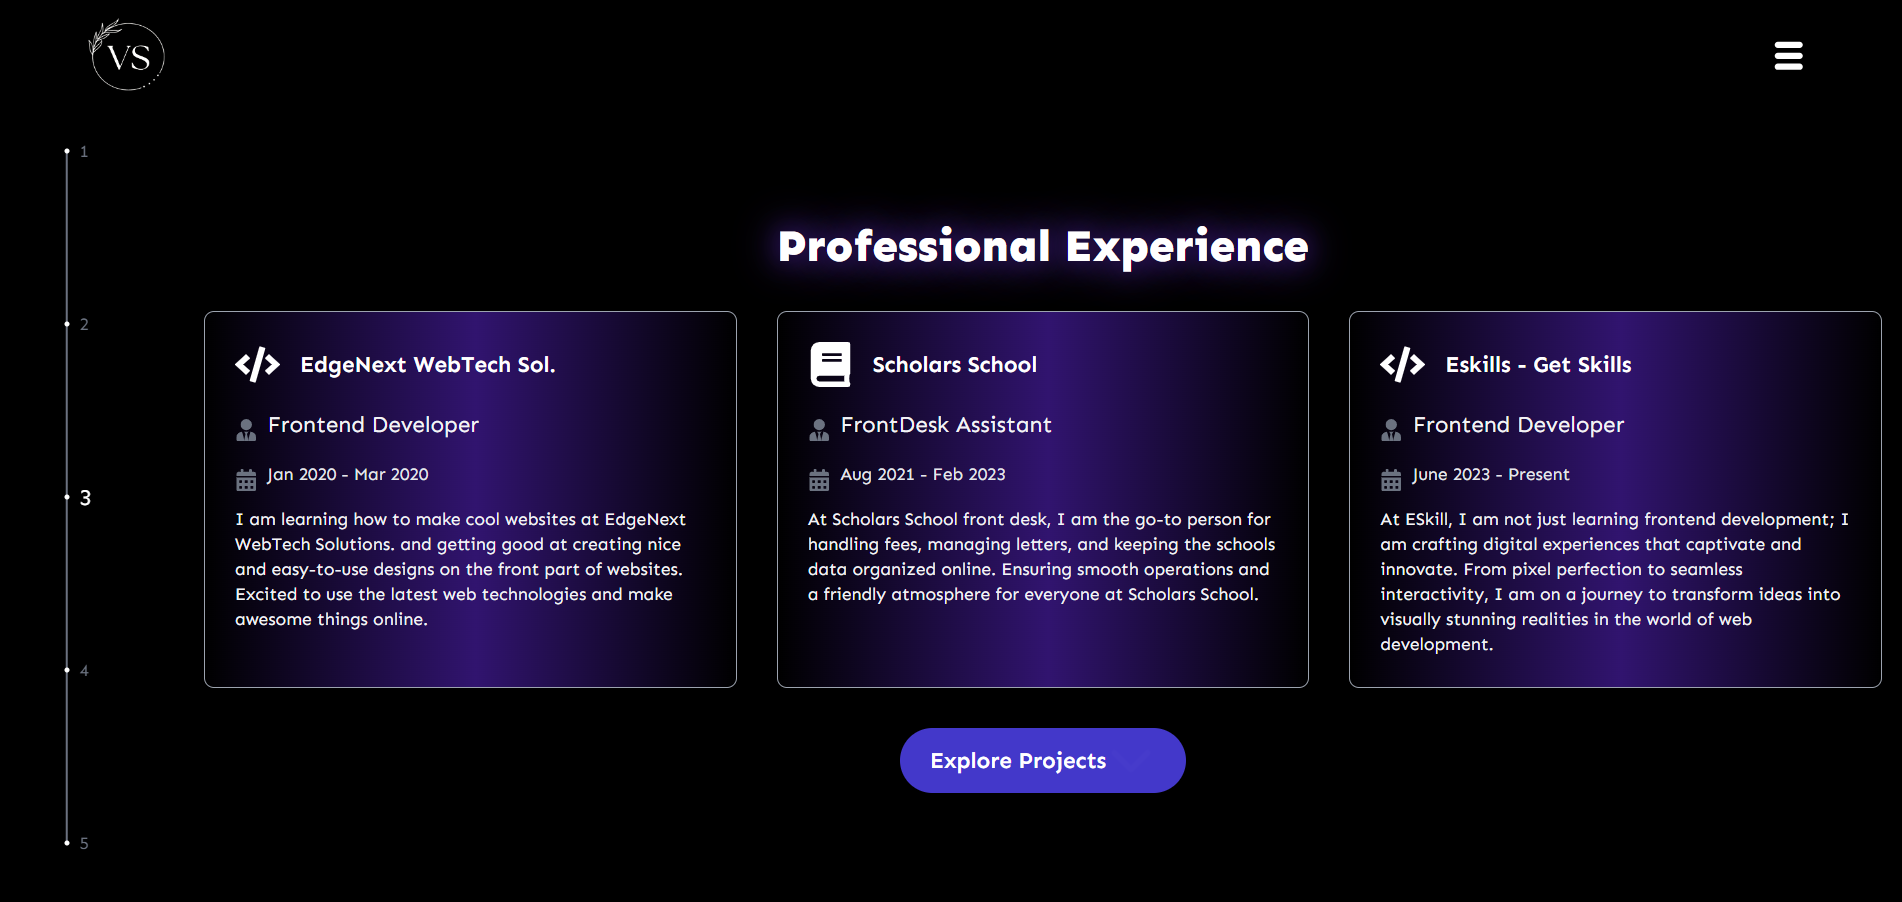 VS
1
2
3
4
5
Professional Experience
EdgeNext WebTech Sol.
Frontend Developer
Jan 2020 - Mar 2020
I am learning how to make cool websites at EdgeNext
WebTech Solutions. and getting good at creating nice
and easy-to-use designs on the front part of websites.
Excited to use the latest web technologies and make
awesome things online.
Scholars School
FrontDesk Assistant
Aug 2021 - Feb 2023
At Scholars School front desk, I am the go-to person for
handling fees, managing letters, and keeping the schools
data organized online. Ensuring smooth operations and
a friendly atmosphere for everyone at Scholars School.
Eskills - Get Skills
Frontend Developer
June 2023 - Present
At ESkill, I am not just learning frontend development; I
am crafting digital experiences that captivate and
innovate. From pixel perfection to seamless
interactivity, I am on a journey to transform ideas into
visually stunning realities in the world of web
development.
Explore Projects